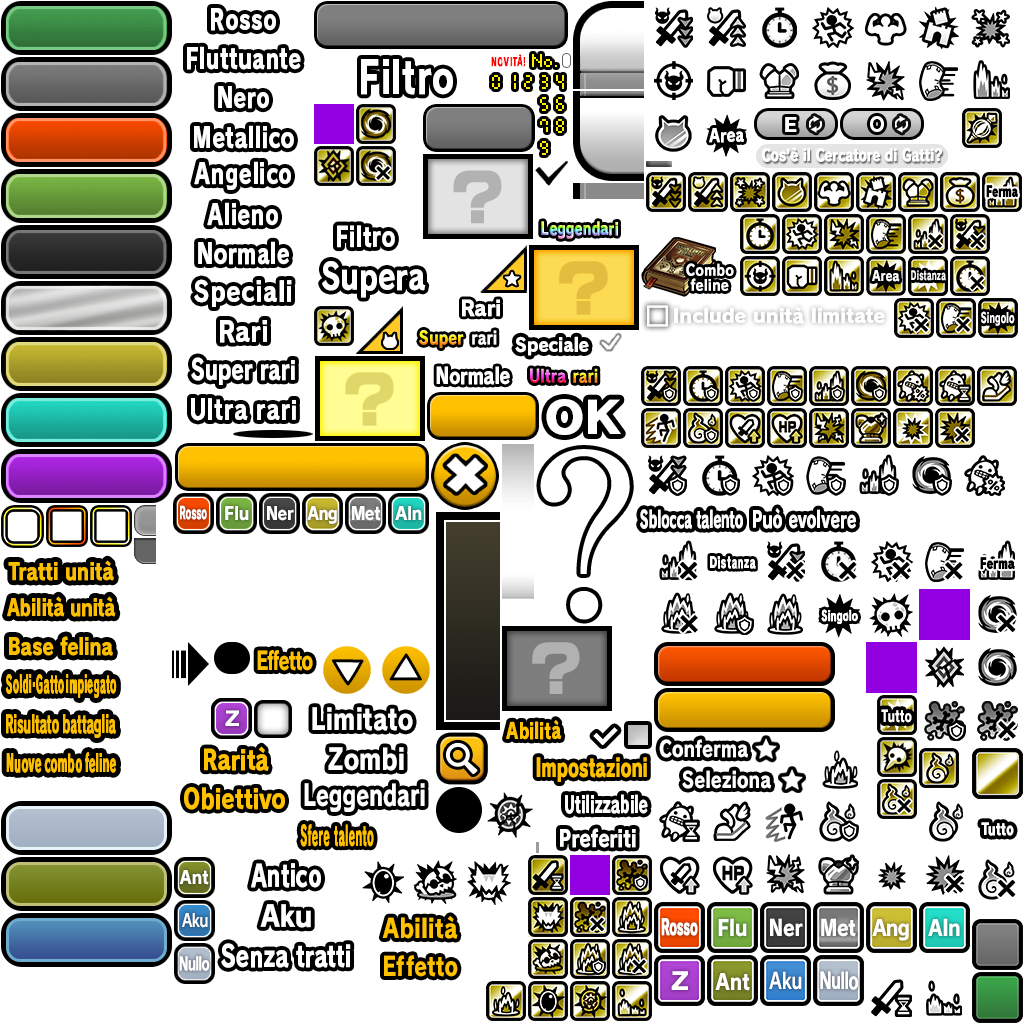 Rosso
Fluttuante
Nero
Metallico
Angelico
Alieno
Normale
Speciali
Rari
Super rari
Ultra rari
Filtro
NOVITÀ! No.
0 1 2 3 4
5 6
9 8
9
?
Filtro
Supera
Leggendari
?
Rari
Super rari
Speciale
Normale
Ultra rari
?
OK
Rosso
Flu
Ner
Ang
Met
Aln
?
?
Tratti unità
Abilità unità
Base felina
Soldi-Gatto impiegato
Risultato battaglia
Nuove combo feline
Effetto
Z
Limitato
Rarità
Zombi
Obiettivo
Leggendari
Sfere talento
Abilità
Impostazioni
Utilizzabile
Preferiti
Ant
Aku
Nullo
Antico
Aku
Senza tratti
Abilità
Effetto
$
Area
E
O
Cos'è il Cercatore di Gatti?
$
Ferma
Combo
feline
Area
Distanza
Include unità limitate
Singolo
%
HP
%
Sblocca talento
Può evolvere
Distanza
Ferma
Singolo
Tutto
Conferma
Seleziona
Tutto
HP
Rosso
Flu
Ner
Met
Ang
Aln
Z
Ant
Aku
Nullo